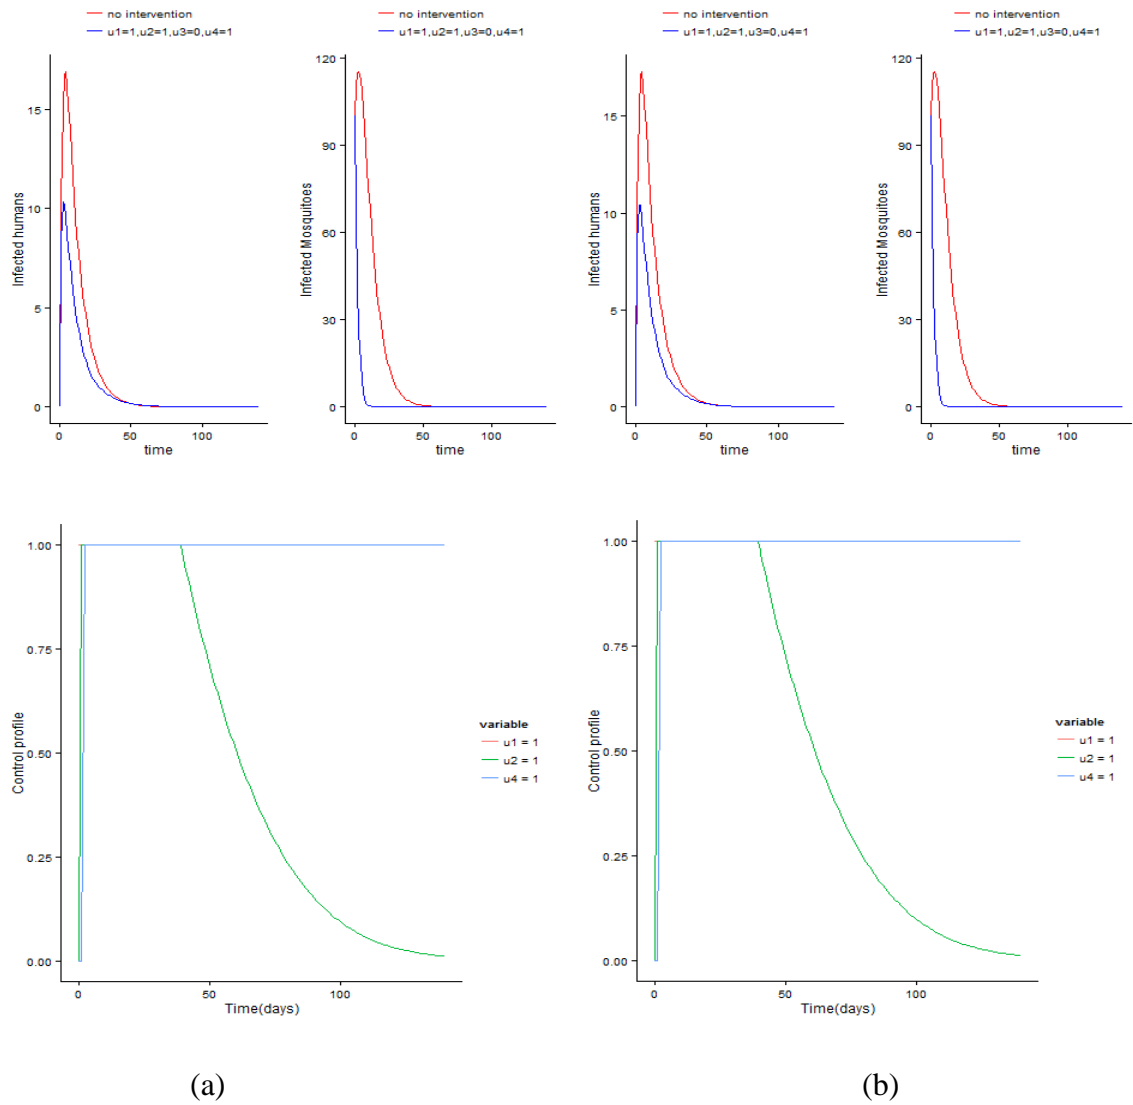 no intervention
u1=1,u2=1,u3=0,u4=1
no intervention
u1=1,u2=1,u3=0,u4=1
no intervention
u1=1,u2=1,u3=0,u4=1
no intervention
u1=1,u2=1,u3=0,u4=1
Infected humans
15
10
5
0
0 50 100
time
Infected Mosquitoes
120
90
60
30
0
0 50 100
time
Infected humans
15
10
5
0
0 50 100
time
Infected Mosquitoes
120
90
60
30
0
0 50 100
time
Control profile
1.00
0.75
0.50
0.25
0.00
0 50 100
Time(days)
variable
u1 = 1
u2 = 1
u4 = 1
Control profile
1.00
0.75
0.50
0.25
0.00
0 50 100
Time(days)
variable
u1 = 1
u2 = 1
u4 = 1
(a)
(b)